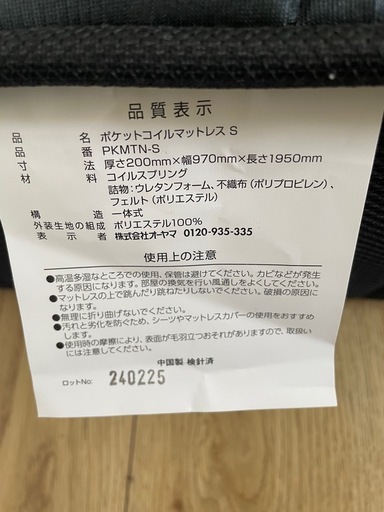 品質表示
品 名 ポケットコイルマットレス S
品 番 PKMTN-S
寸 法 厚さ200mm×幅970mm×長さ1950mm
材 料 コイルスプリング
詰物：ウレタンフォーム、不織布（ポリプロピレン）、
フェルト（ポリエステル）
構 造 一体式
外装生地の組成 ポリエステル100%
表 示 者 株式会社オーヤマ 0120-935-335
使用上の注意
●高温多湿なところでの使用、保管は避けてください。カビなどが発生
する恐れがあります。部屋の換気を行い風通しをよくしてください。
●マットレスの上で跳んだり跳ねたりしないでください。破損の原因に
なります。
●無理に折り曲げないでください。
●汚れと劣化を防ぐため、シーツやマットレスカバーの使用をおすすめ
します。
●使用時の摩擦により、表面が毛羽立つおそれがありますので、取扱い
には注意してください。
中国製 検針済
ロットNo: 240225